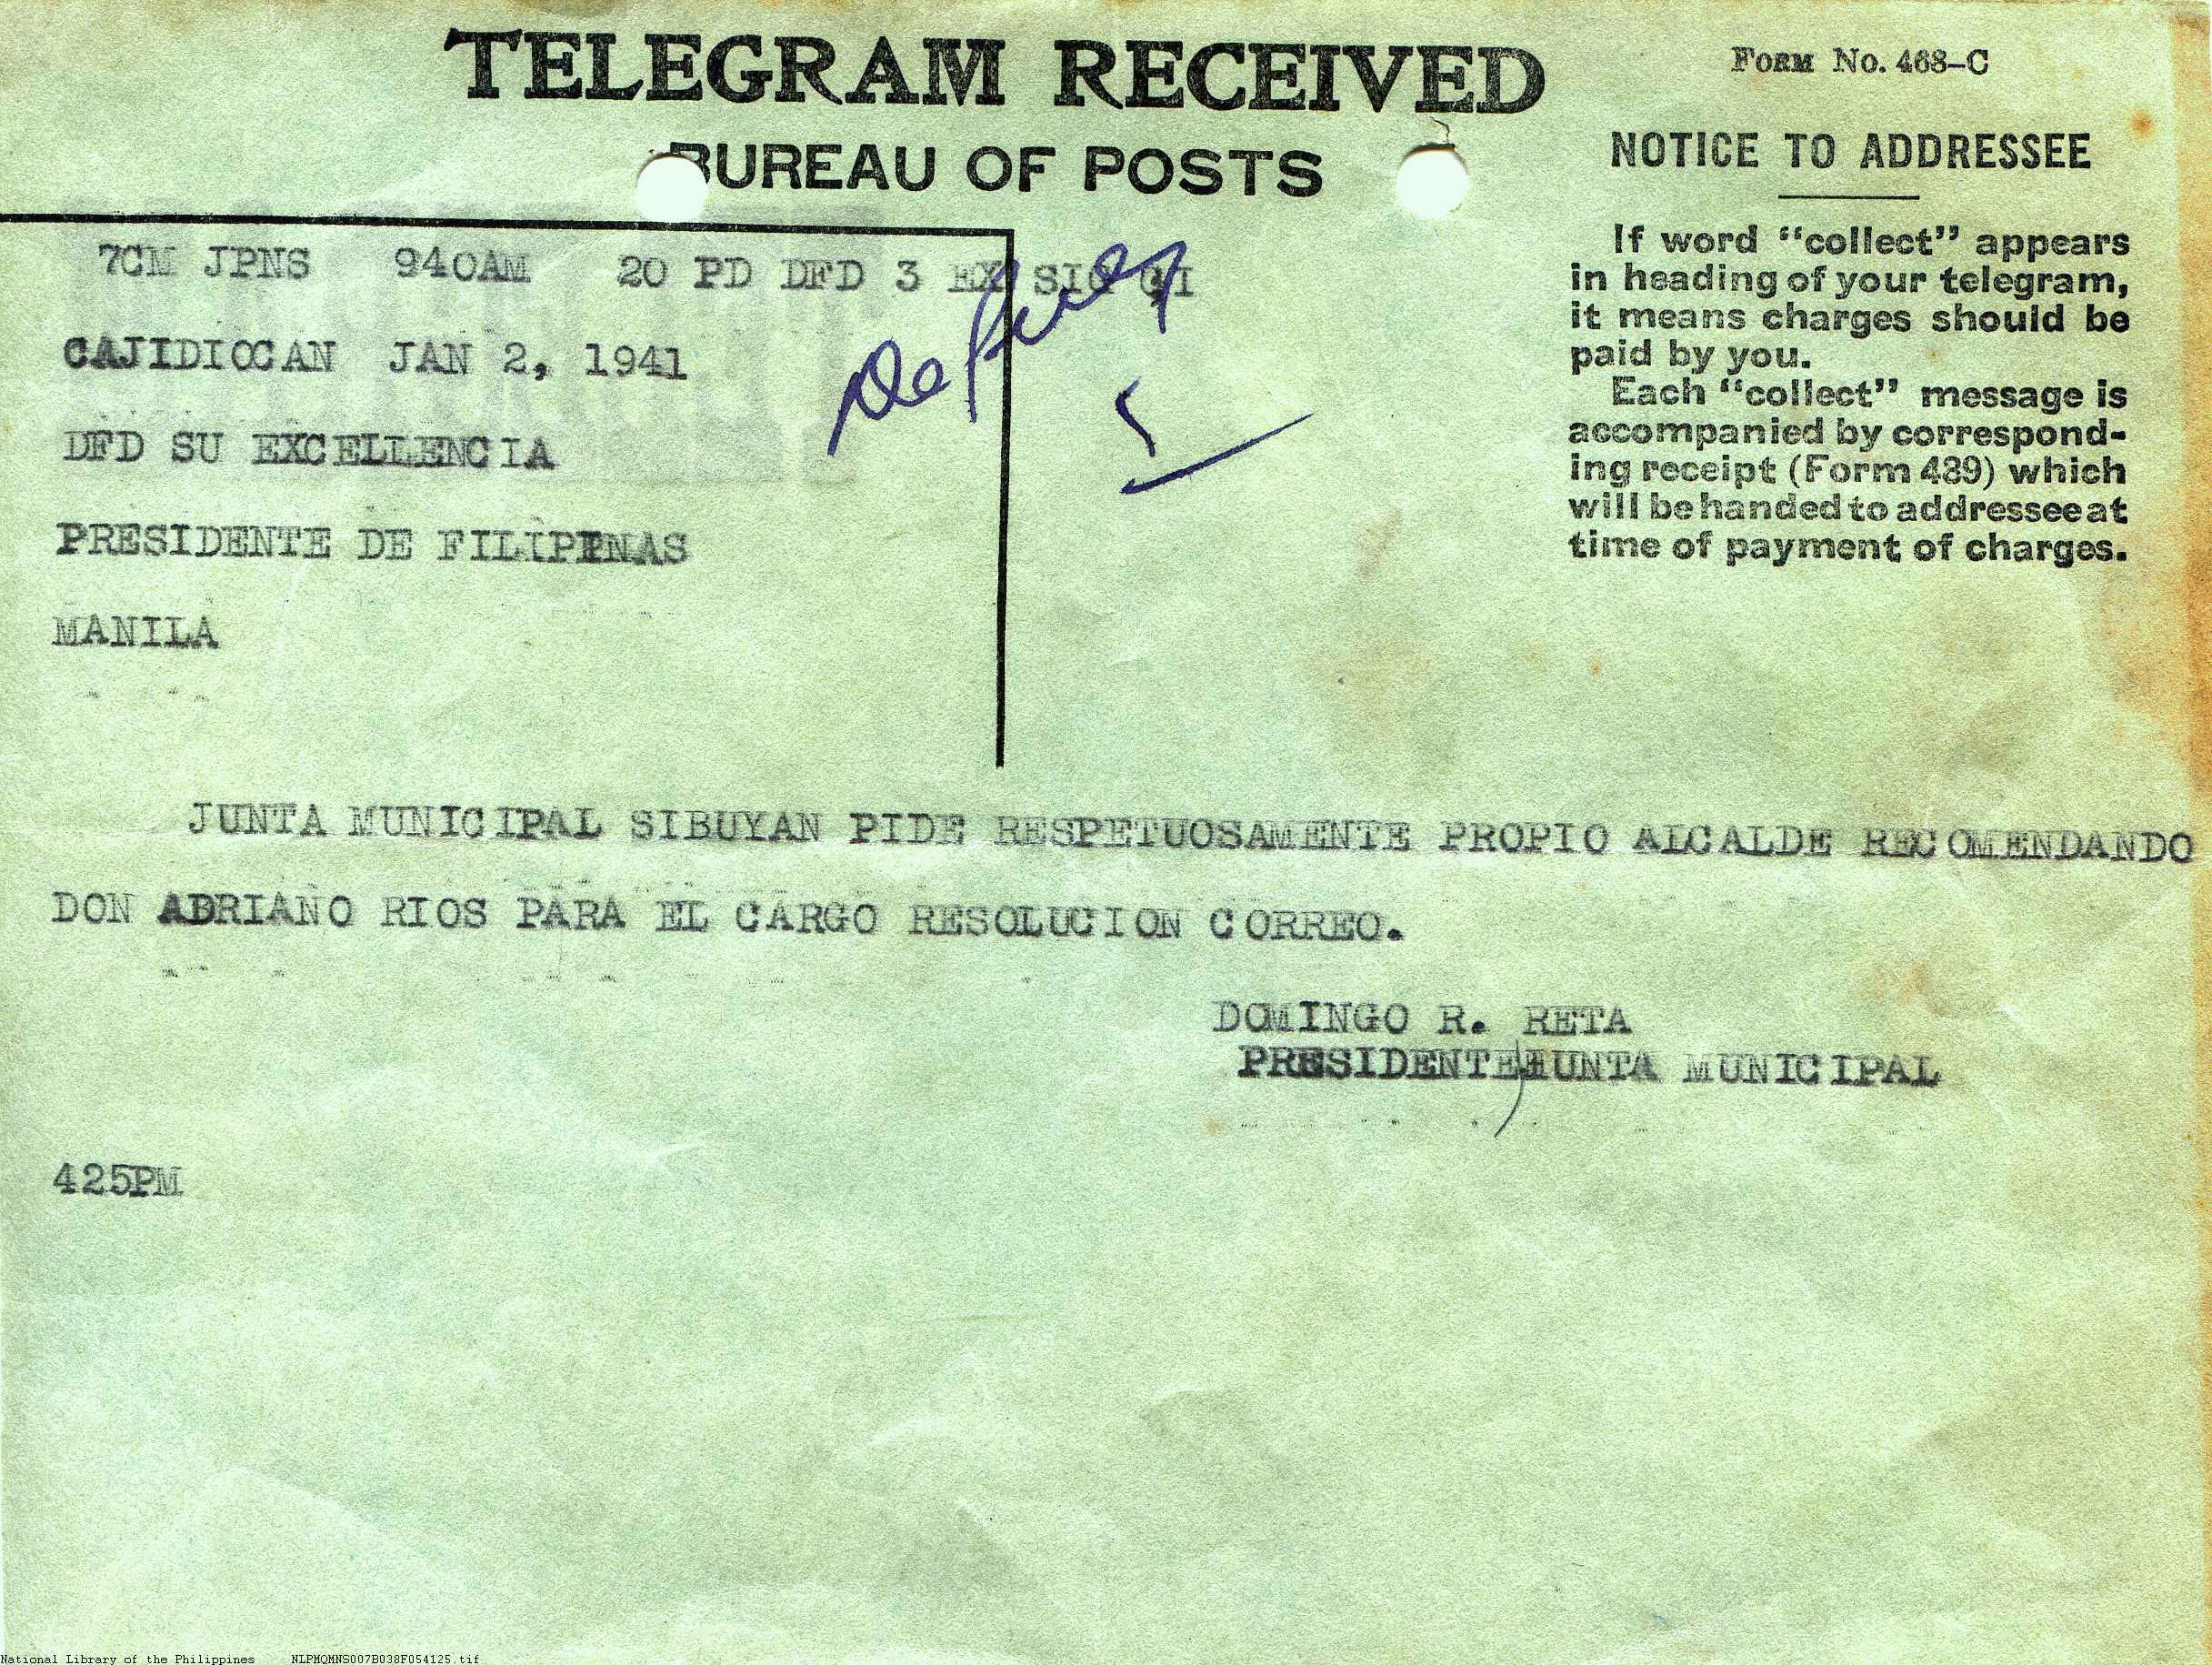 TELEGRAM RECEIVED
BUREAU OF POSTS
FORM NO. 468-C
NOTICE TO ADDRESSEE
If word "collect" appears
in heading of your telegram,
it means charges should be
paid by you.
Each "collect" message is
accompanied by correspond-
ing receipt (Form 489) which
will be handed to addressee at
time of payment of charges.
7CM JPNS 940AM 20 PD DFD 3 EX SIG
CAJIDIOCAN JAN 2, 1941
DFD SU EXCELLENCIA
PRESIDENTE DE FILIPINAS
MANILA
JUNTA MUNICIPAL SIBUYAN PIDE RESPETUOSAMENTE PROPIO ALCALDE RECOMENDANDO
DON ADRIANO RIOS PARA EL CARGO RESOLUCION CORREO.
DOMINGO R. RETA
PRESIDENTE JUNTA MUNICIPAL
425PM
National Library of the Philippines NLPMQMNS007B038F054125.tif